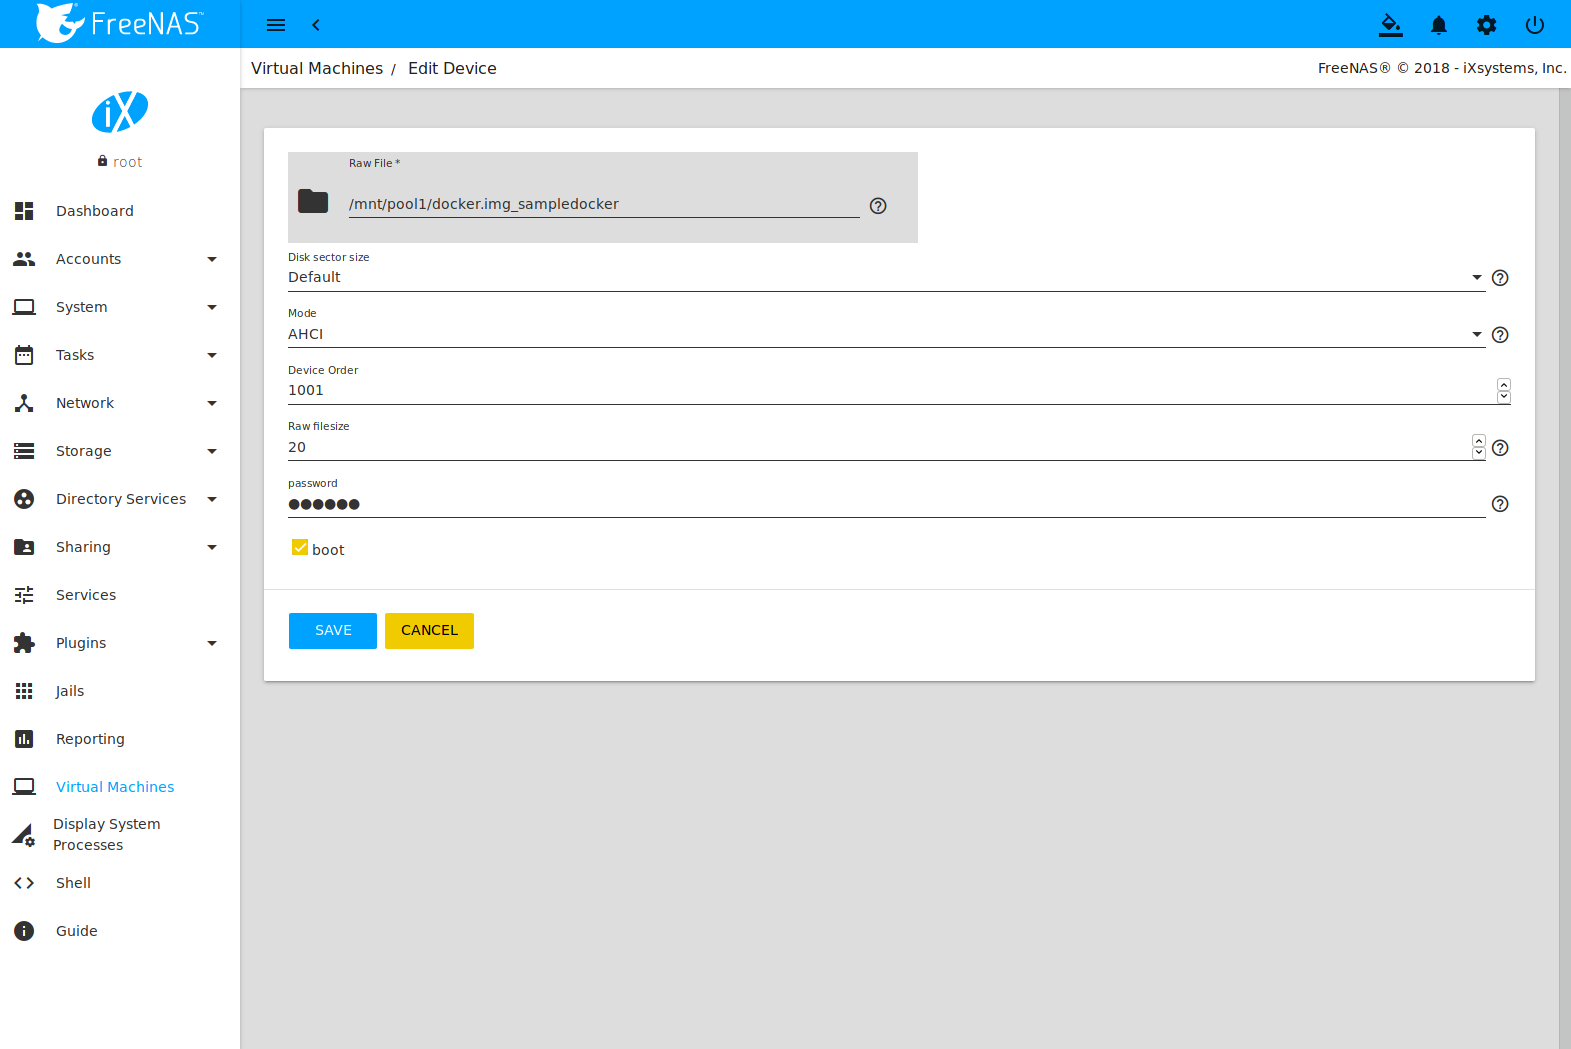 FreeNAS™
Virtual Machines / Edit Device
FreeNAS® © 2018 - iXsystems, Inc.
iX
root
Dashboard
Accounts
System
Tasks
Network
Storage
Directory Services
Sharing
Services
Plugins
Jails
Reporting
Virtual Machines
Display System
Processes
Shell
Guide
Raw File *
/mnt/pool1/docker.img_sampledocker
Disk sector size
Default
Mode
AHCI
Device Order
1001
Raw filesize
20
password
●●●●●●
boot
SAVE
CANCEL